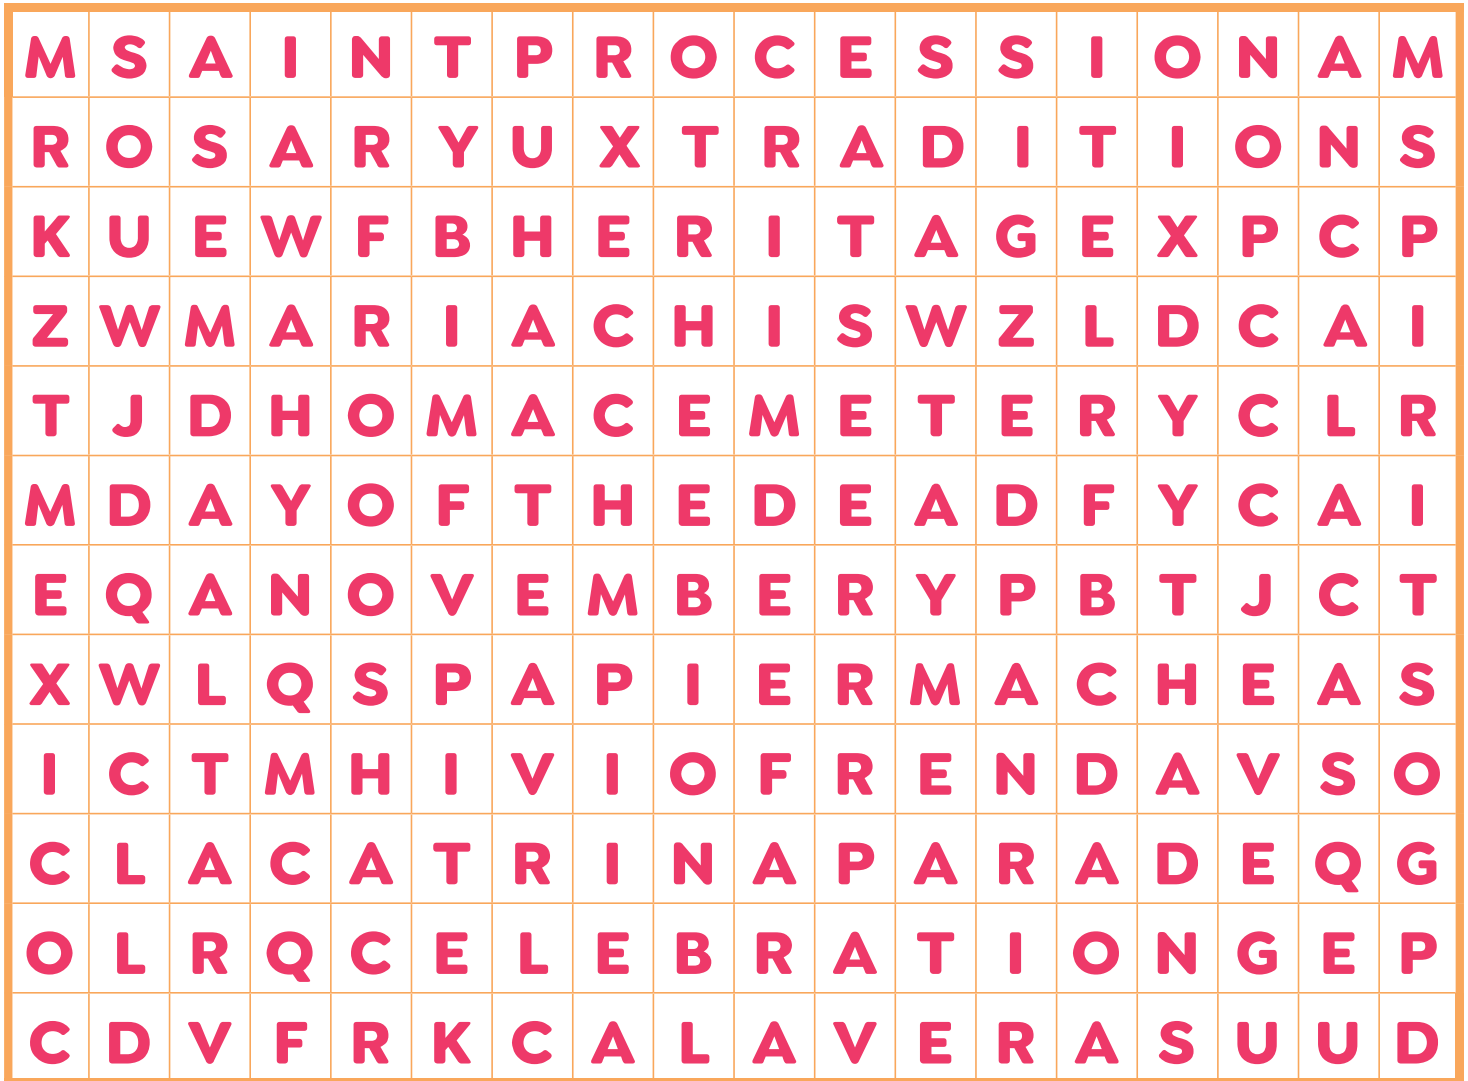 M S A I N T P R O C E S S I O N A M
R O S A R Y U X T R A D I T I O N S
K U E W F B H E R I T A G E X P C P
Z W M A R I A C H I S W Z L D C A I
T J D H O M A C E M E T E R Y C L R
M D A Y O F T H E D E A D F Y C A I
E Q A N O V E M B E R Y P B T J C T
X W L Q S P A P I E R M A C H E A S
I C T M H I V I O F R E N D A V S O
C L A C A T R I N A P A R A D E Q G
O L R Q C E L E B R A T I O N G E P
C D V F R K C A L A V E R A S U U D